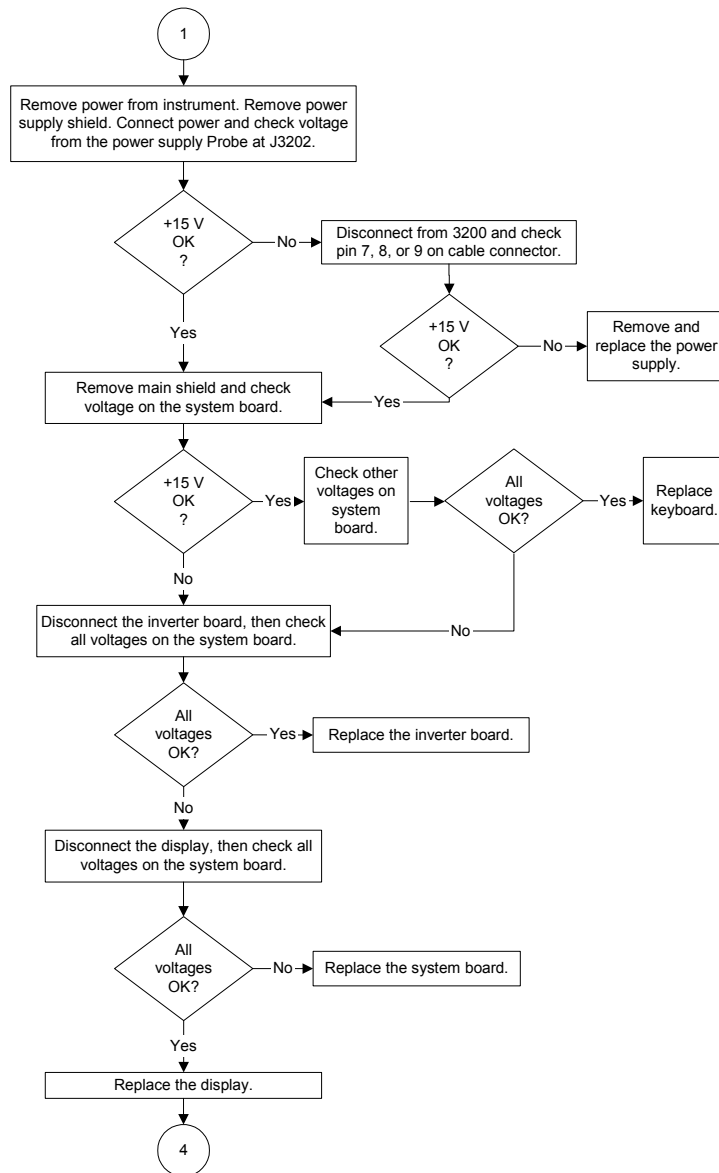 1
Remove power from instrument. Remove power
supply shield. Connect power and check voltage
from the power supply Probe at J3202.
+15 V
OK
?
No
Disconnect from 3200 and check
pin 7, 8, or 9 on cable connector.
Yes
+15 V
OK
?
No
Remove and
replace the power
supply.
Yes
Remove main shield and check
voltage on the system board.
+15 V
OK
?
Yes
Check other
voltages on
system
board.
All
voltages
OK?
Yes
Replace
keyboard.
No
No
Disconnect the inverter board, then check
all voltages on the system board.
All
voltages
OK?
Yes
Replace the inverter board.
No
Disconnect the display, then check all
voltages on the system board.
All
voltages
OK?
No
Replace the system board.
Yes
Replace the display.
4